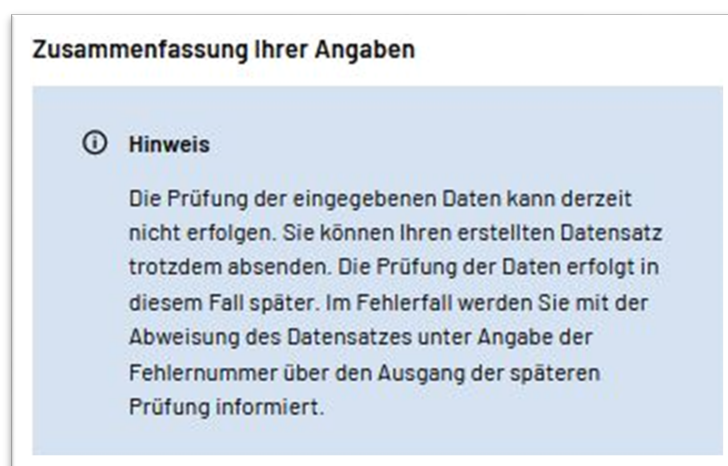 Zusammenfassung Ihrer Angaben
Hinweis
Die Prüfung der eingegebenen Daten kann derzeit
nicht erfolgen. Sie können Ihren erstellten Datensatz
trotzdem absenden. Die Prüfung der Daten erfolgt in
diesem Fall später. Im Fehlerfall werden Sie mit der
Abweisung des Datensatzes unter Angabe der
Fehlernummer über den Ausgang der späteren
Prüfung informiert.